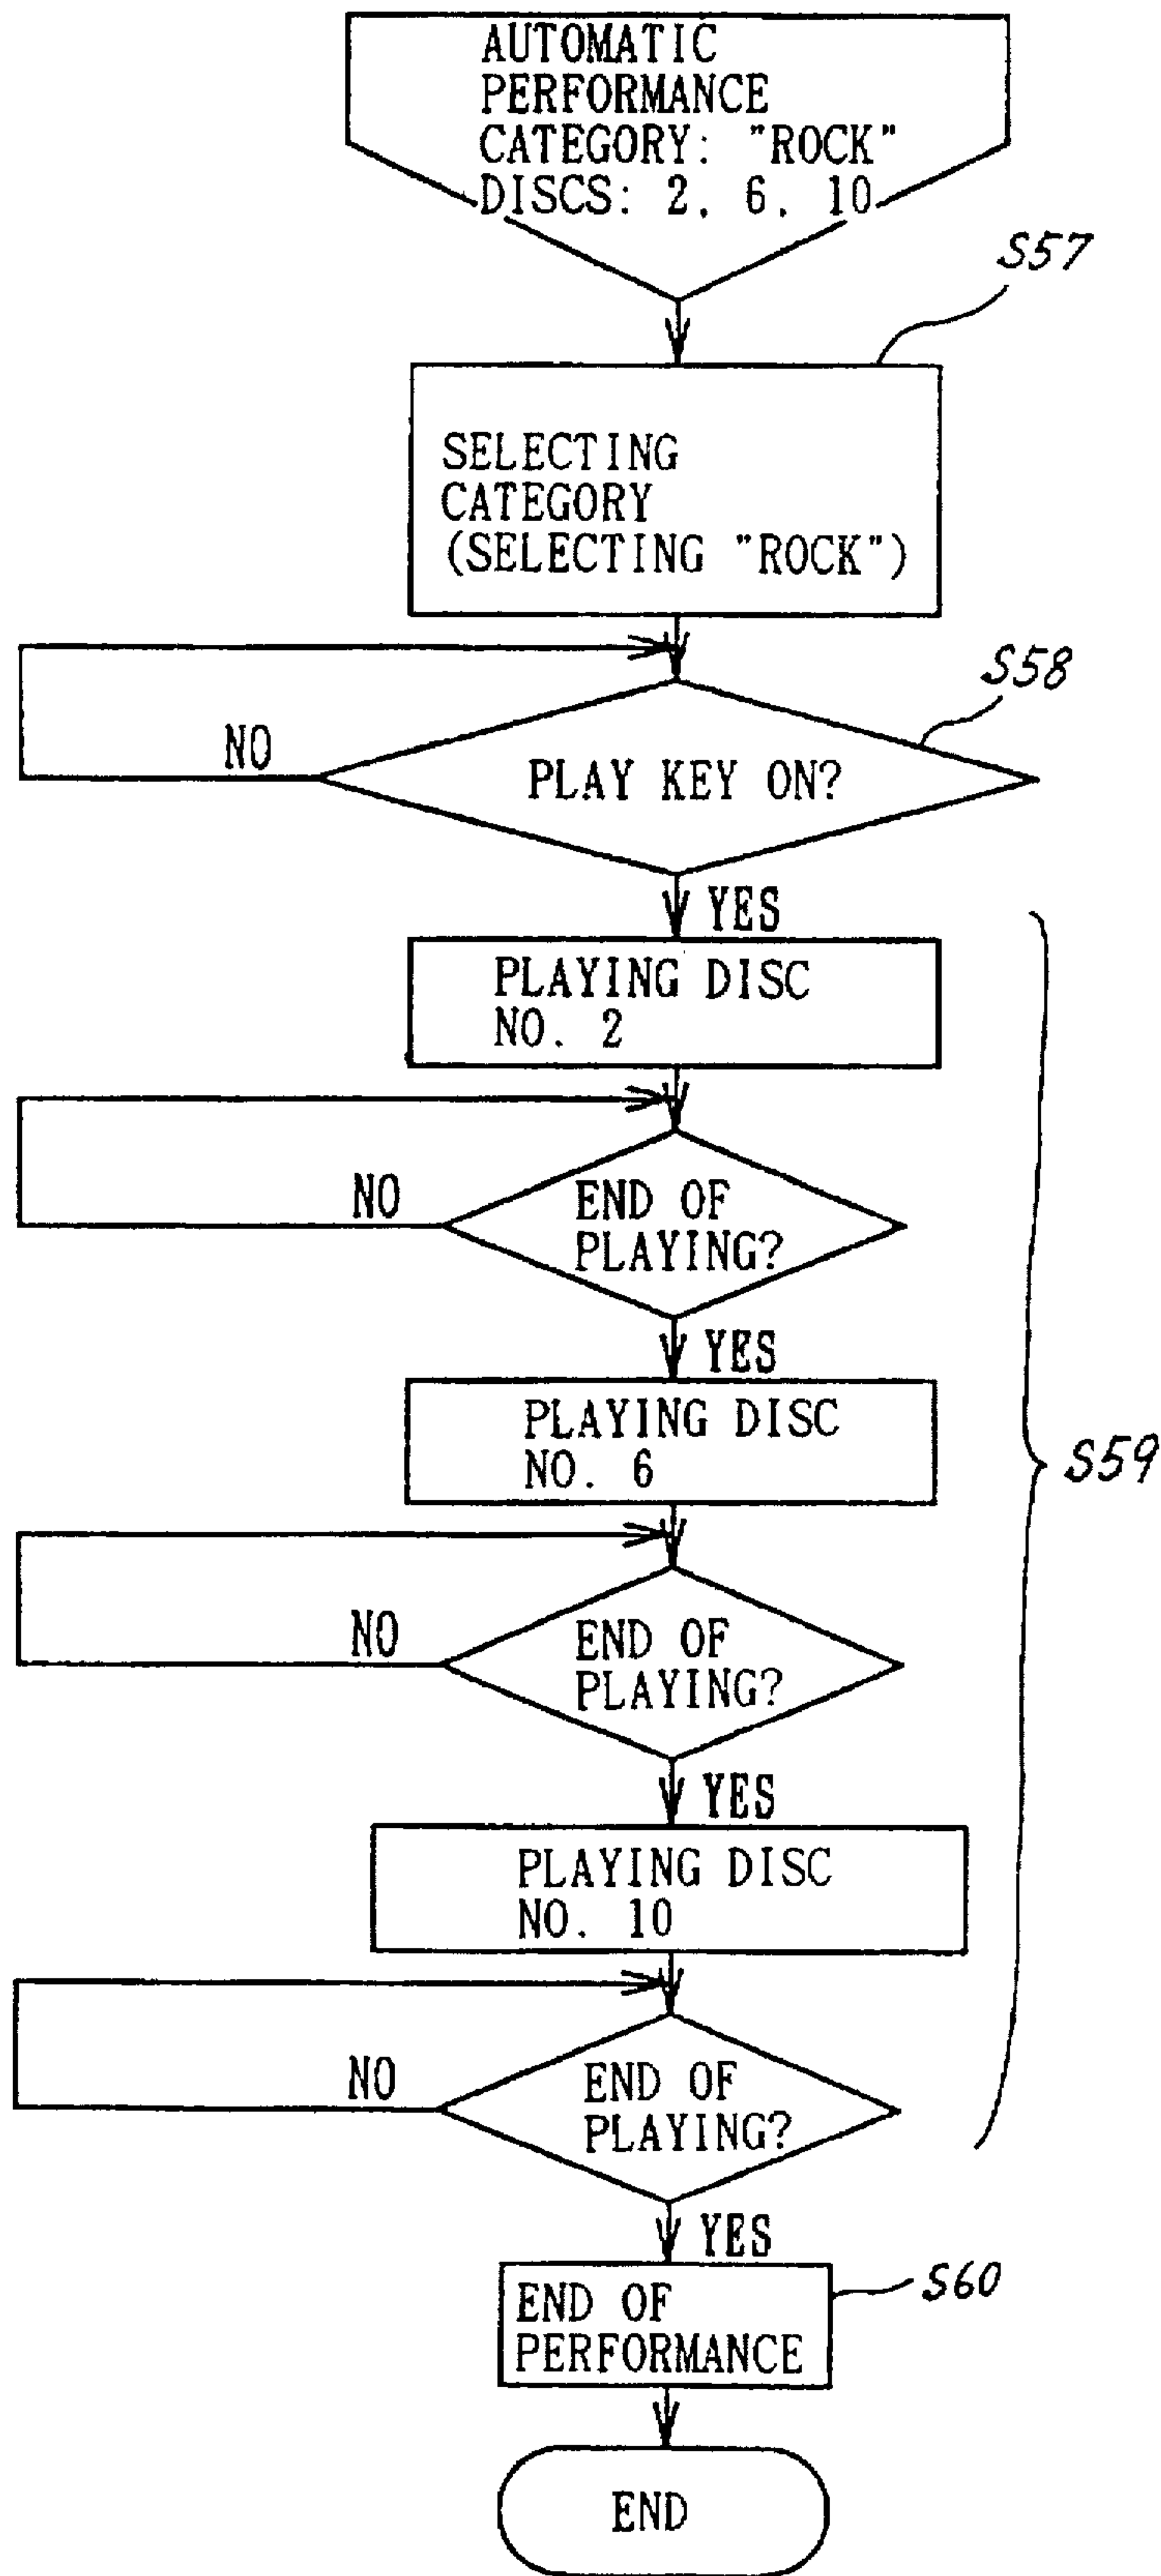 AUTOMATIC
PERFORMANCE
CATEGORY: "ROCK"
DISCS: 2, 6, 10
S57
SELECTING
CATEGORY
(SELECTING "ROCK")
S58
NO
PLAY KEY ON?
YES
PLAYING DISC
NO. 2
NO
END OF
PLAYING?
YES
PLAYING DISC
NO. 6
S59
NO
END OF
PLAYING?
YES
PLAYING DISC
NO. 10
NO
END OF
PLAYING?
YES
S60
END OF
PERFORMANCE
END